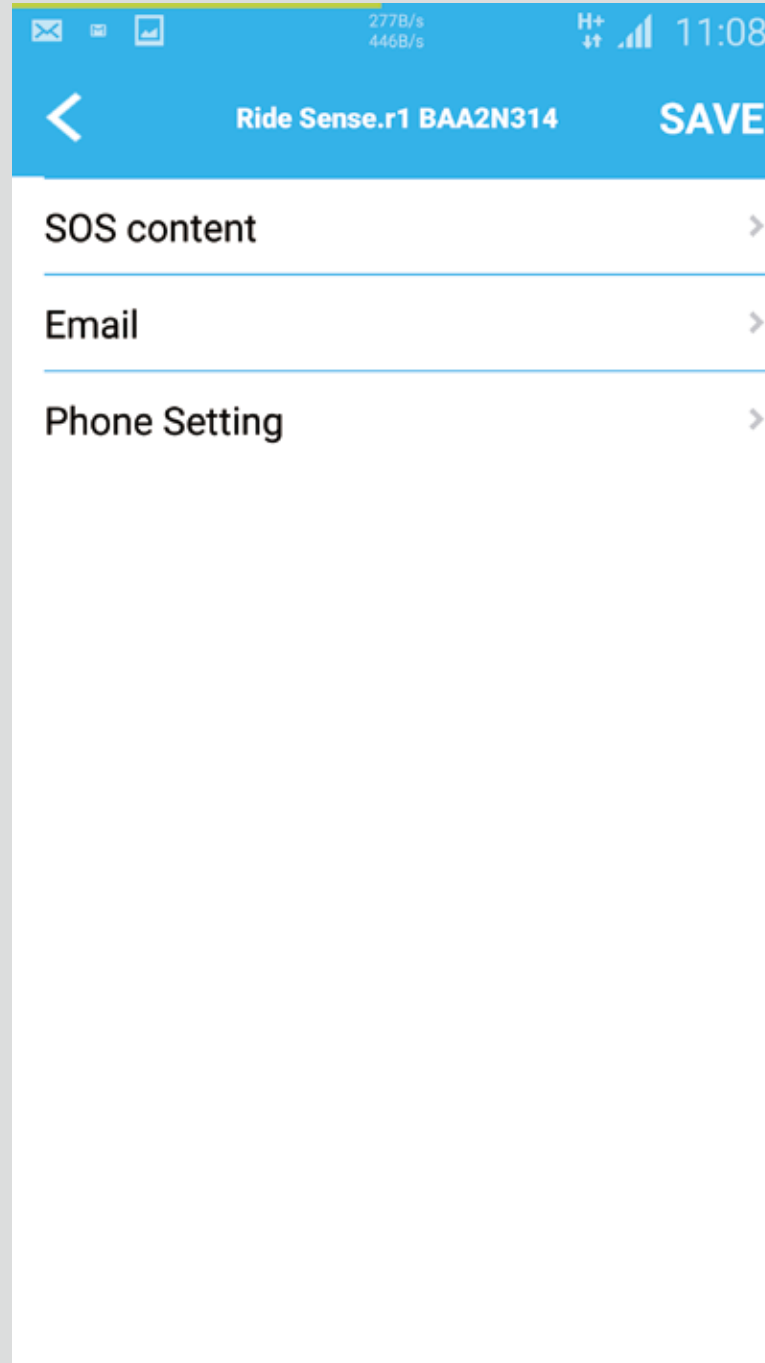 277B/s
446B/s
H+
11:08
Ride Sense.r1 BAA2N314
SAVE
SOS content
Email
Phone Setting